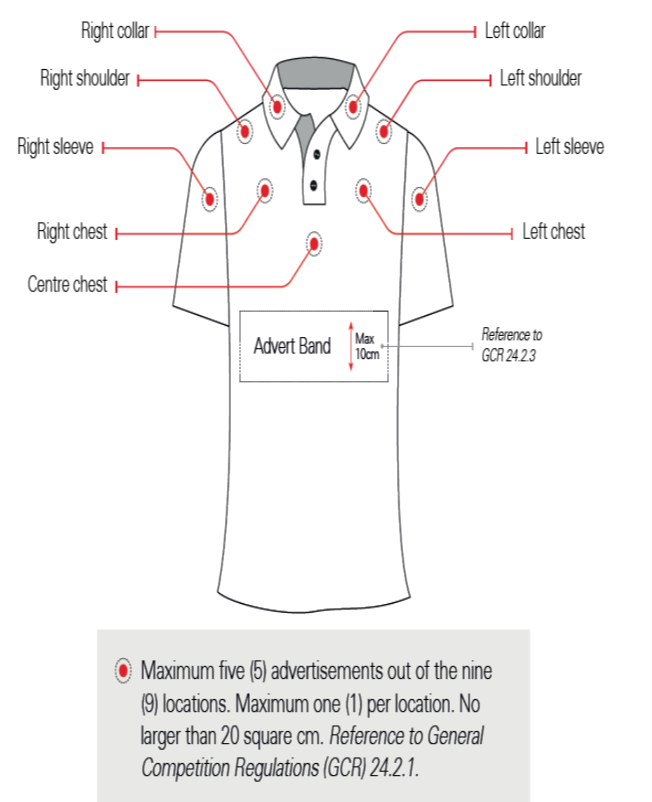 Right collar
Left collar
Right shoulder
Left shoulder
Right sleeve
Left sleeve
Right chest
Left chest
Centre chest
Advert Band
Max
10cm
Reference to
GCR 24.2.3
Maximum five (5) advertisements out of the nine
(9) locations. Maximum one (1) per location. No
larger than 20 square cm. Reference to General
Competition Regulations (GCR) 24.2.1.